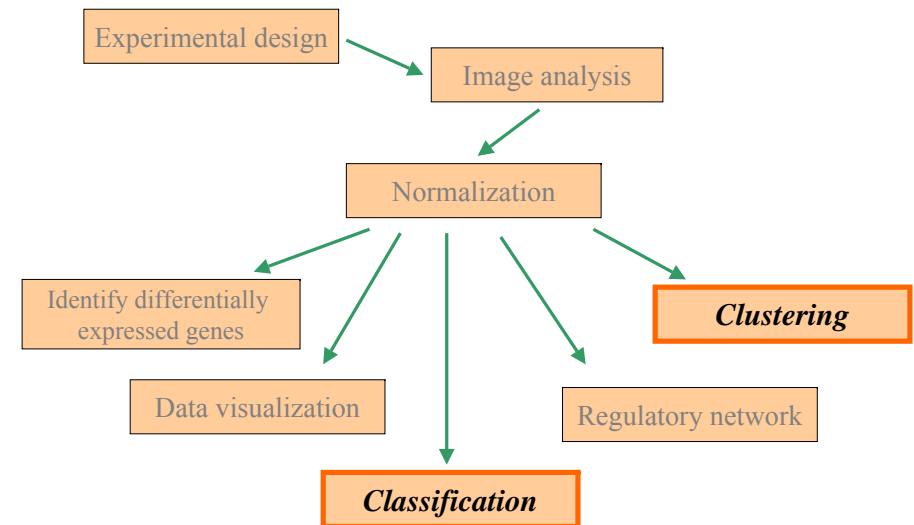 Experimental design
Image analysis
Normalization
Identify differentially
expressed genes
Clustering
Data visualization
Regulatory network
Classification